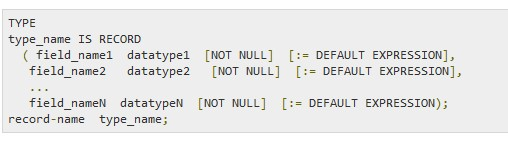 TYPE
type_name IS RECORD
( field_name1 datatype1 [NOT NULL] [:= DEFAULT EXPRESSION],
field_name2 datatype2 [NOT NULL] [:= DEFAULT EXPRESSION],
...
field_nameN datatypeN [NOT NULL] [:= DEFAULT EXPRESSION);
record-name type_name;